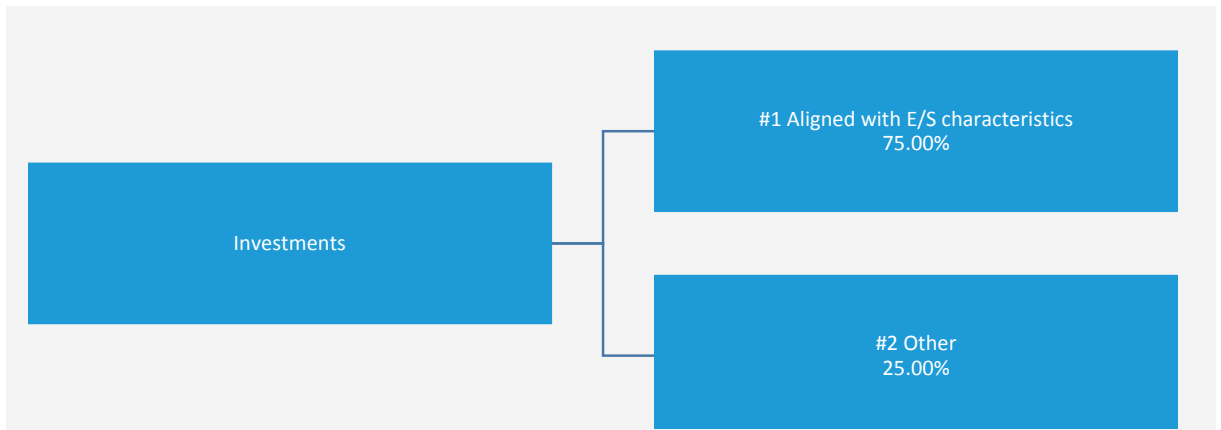 Investments
#1 Aligned with E/S characteristics
75.00%
#2 Other
25.00%